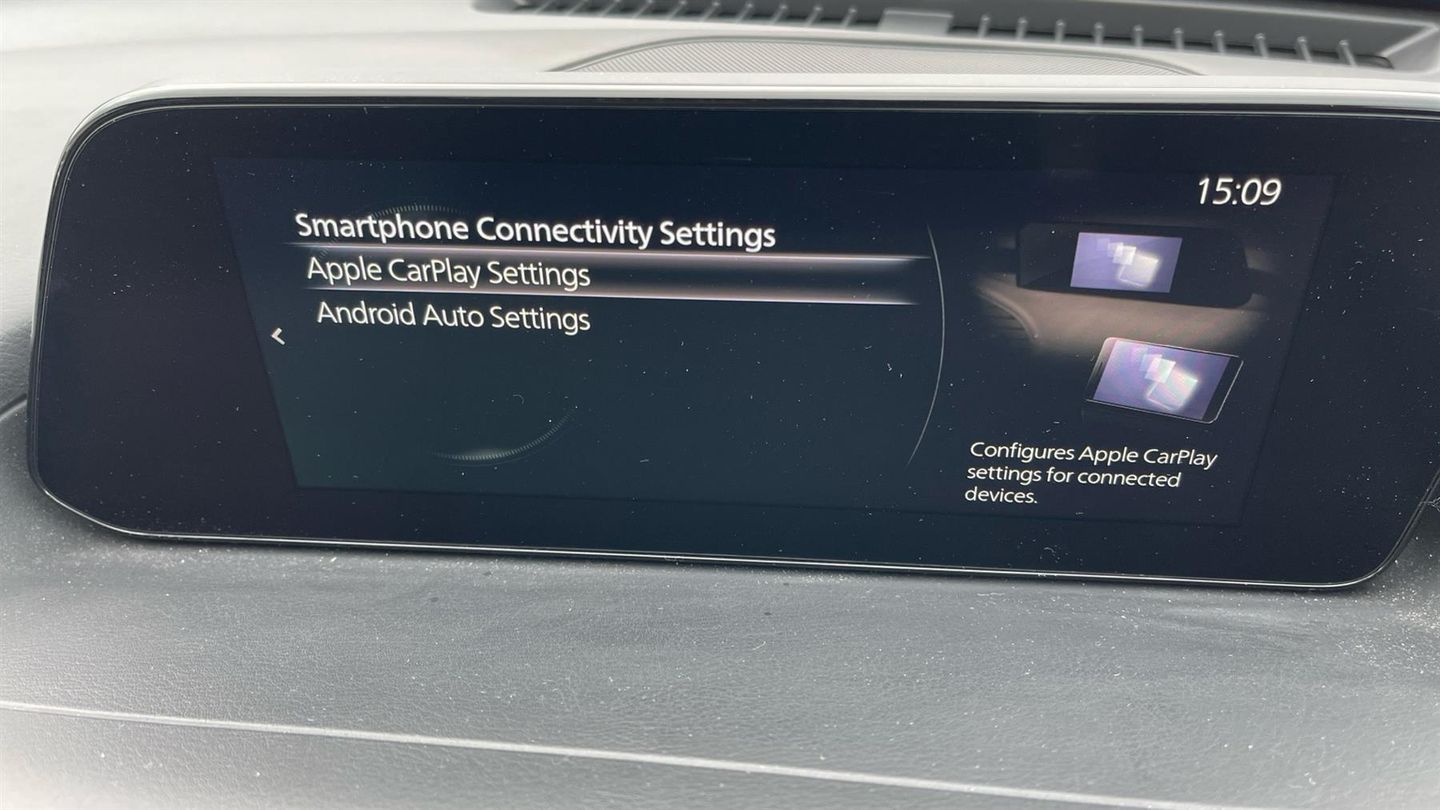 15:09
Smartphone Connectivity Settings
Apple CarPlay Settings
Android Auto Settings
Configures Apple CarPlay
settings for connected
devices.